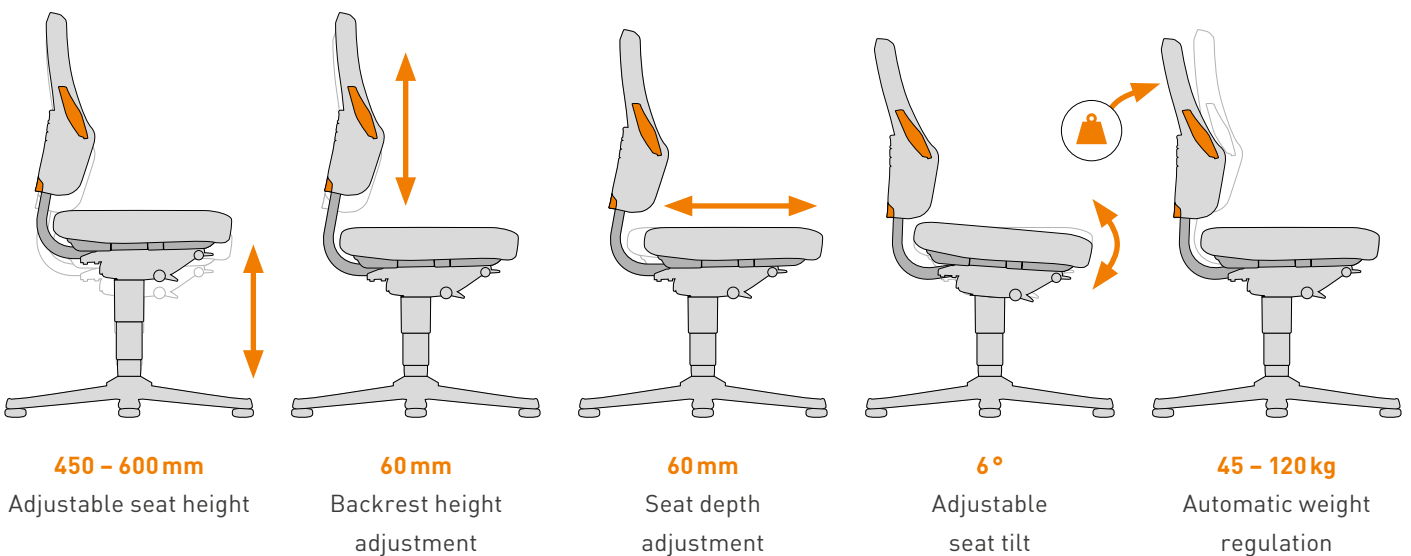 450 – 600 mm
Adjustable seat height
60 mm
Backrest height
adjustment
60 mm
Seat depth
adjustment
6°
Adjustable
seat tilt
45 – 120 kg
Automatic weight
regulation